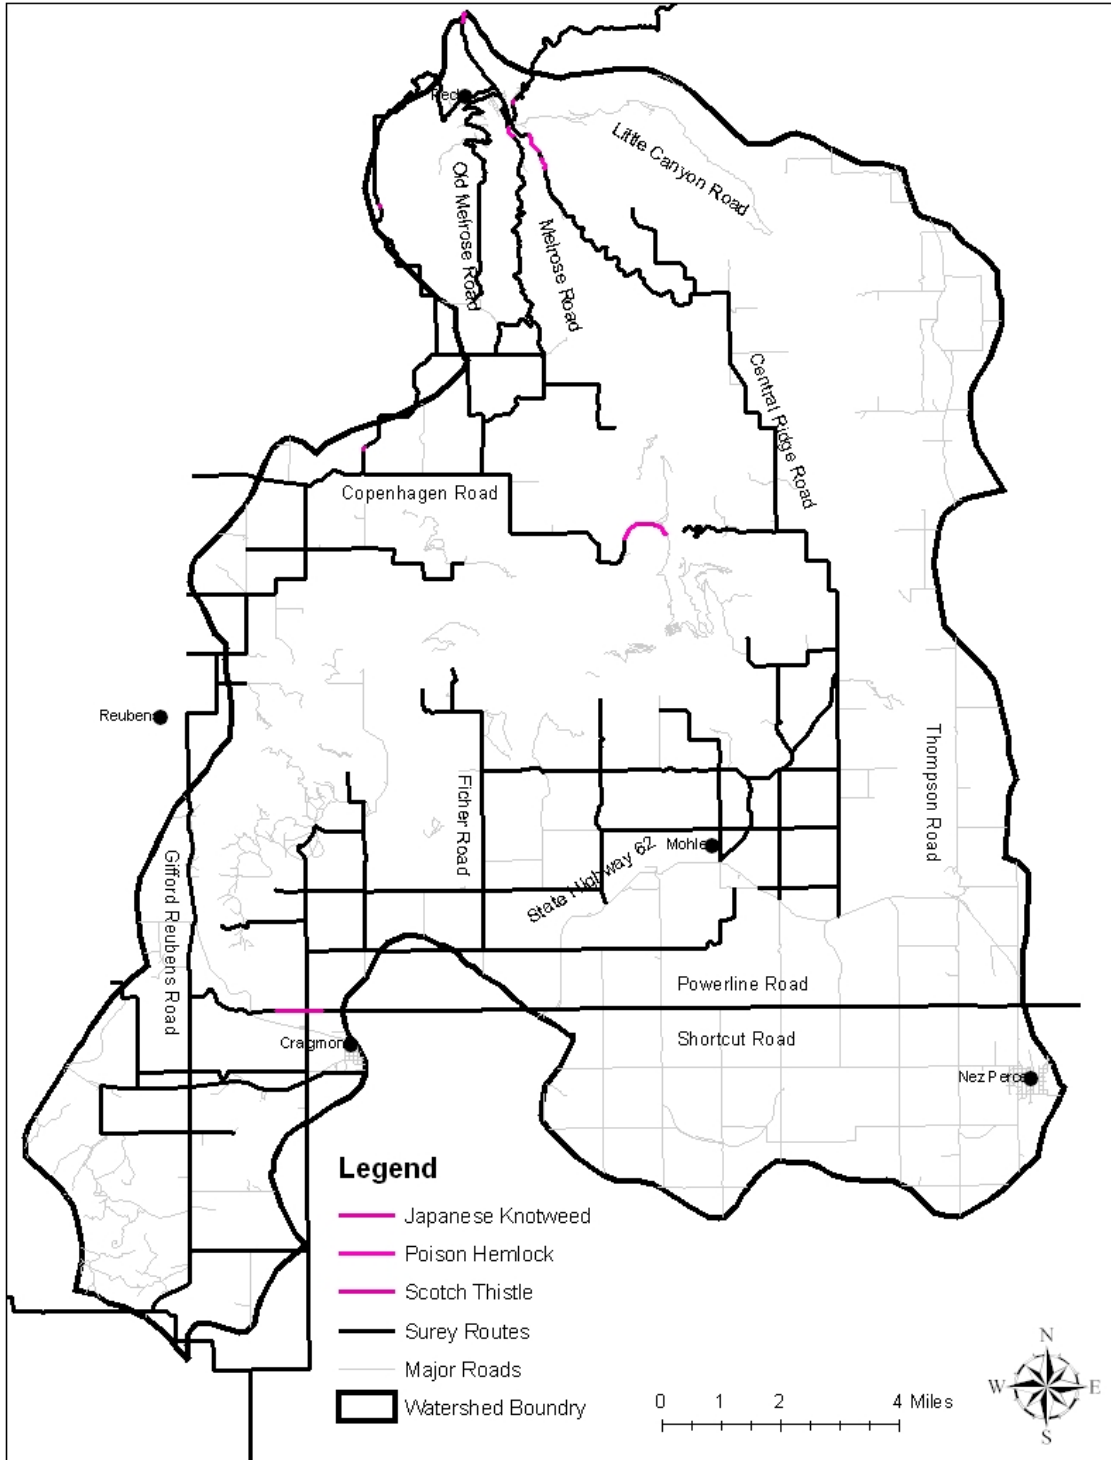 Peck
Little Canyon Road
Old Melrose Road
Melrose Road
Central Ridge Road
Copenhagen Road
Reubens
Ficher Road
Thompson Road
Mohler
State Highway 62
Gifford Reubens Road
Powerline Road
Craigmont
Shortcut Road
Nez Perce
Legend
Japanese Knotweed
Poison Hemlock
Scotch Thistle
Surey Routes
Major Roads
Watershed Boundry
0 1 2 4 Miles
N
W E
S